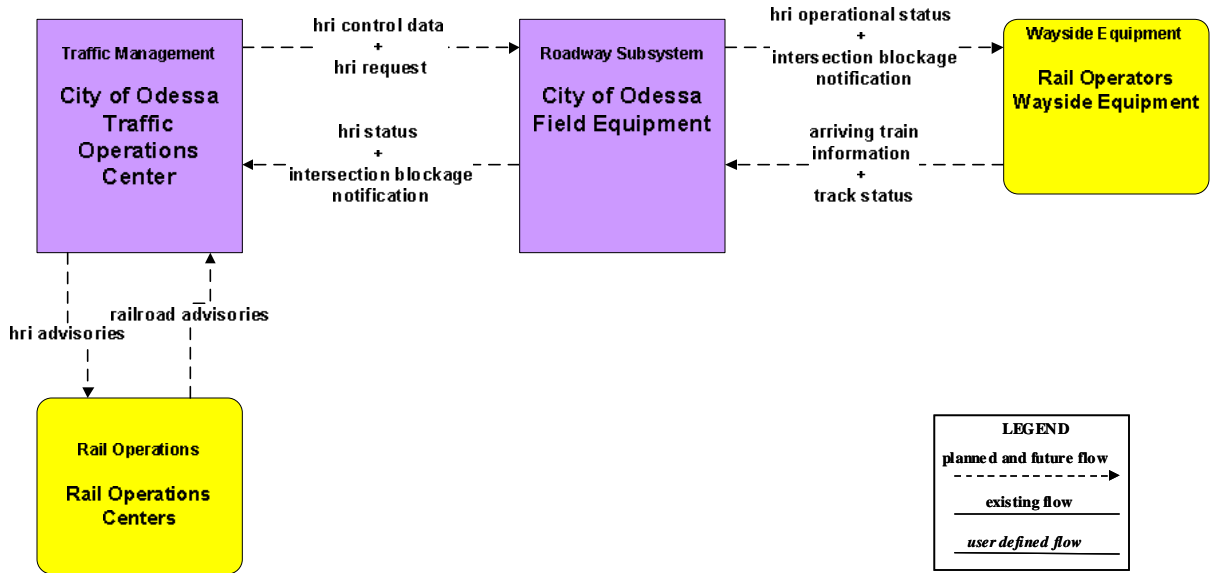 Traffic Management
City of Odessa
Traffic
Operations
Center
hri control data
+
hri request
hri status
+
intersection blockage
notification
Roadway Subsystem
City of Odessa
Field Equipment
hri operational status
+
intersection blockage
notification
arriving train
information
+
track status
Wayside Equipment
Rail Operators
Wayside Equipment
railroad advisories
hri advisories
Rail Operations
Rail Operations
Centers
LEGEND
planned and future flow
existing flow
user defined flow